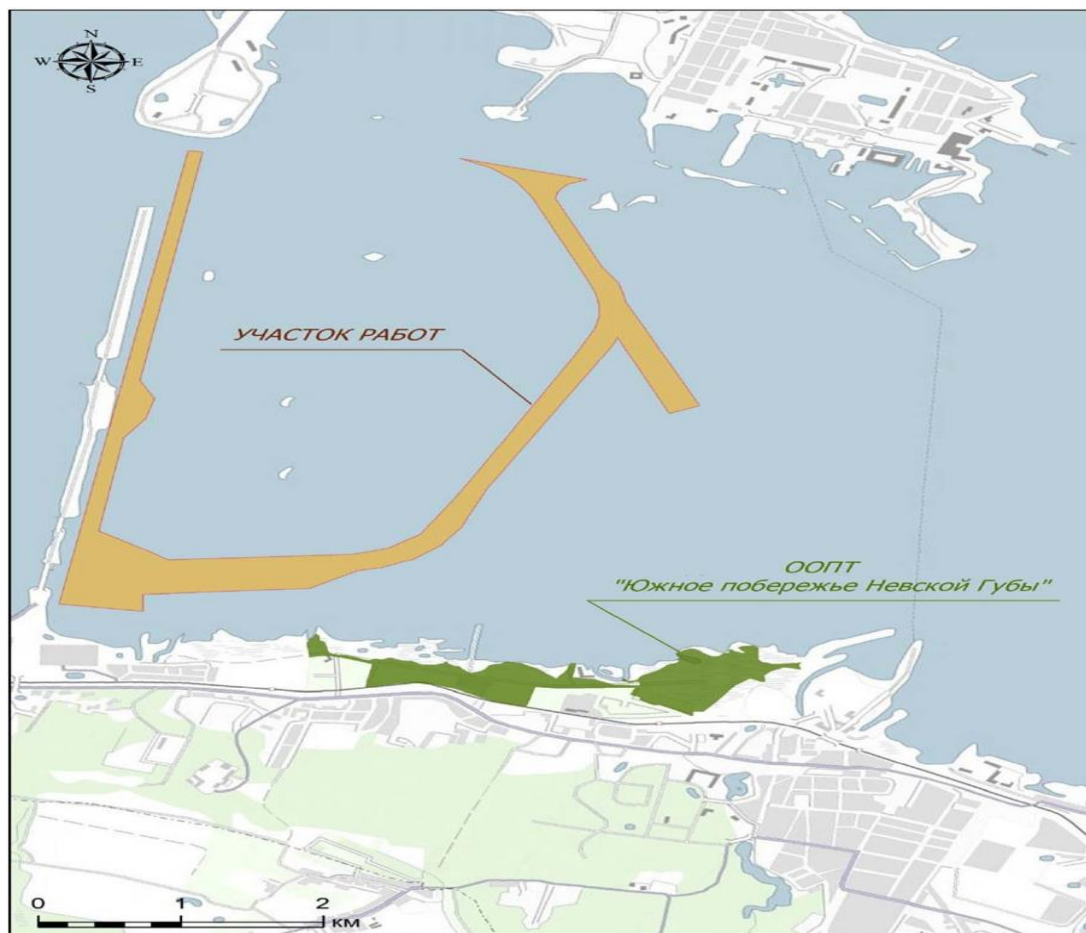 N
W E
S
УЧАСТОК РАБОТ
ООПТ
"Южное побережье Невской Губы"
0 1 2
КМ